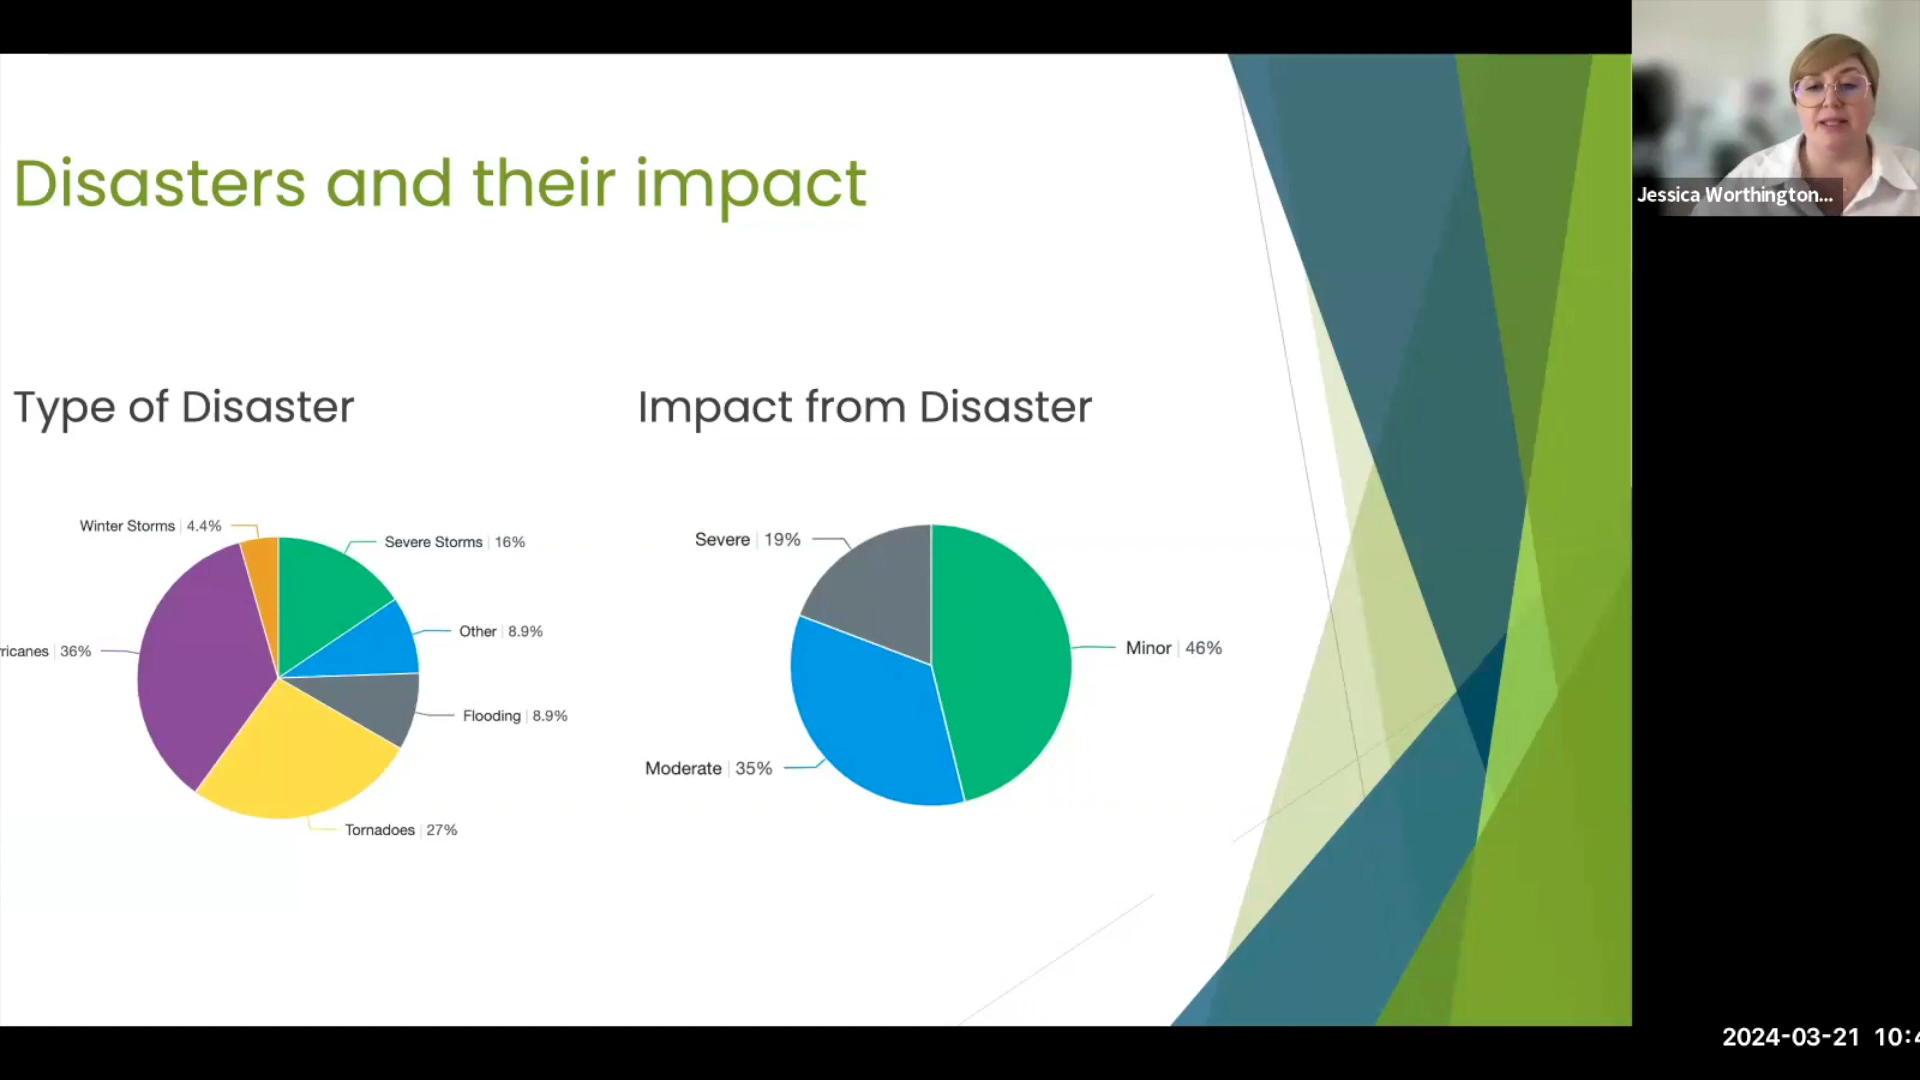 Disasters and their impact
Jessica Worthington...
Type of Disaster
Impact from Disaster
Winter Storms | 4.4%
Severe Storms | 16%
Other | 8.9%
rricanes | 36%
Flooding | 8.9%
Tornadoes | 27%
Severe | 19%
Minor | 46%
Moderate | 35%
2024-03-21 10:4